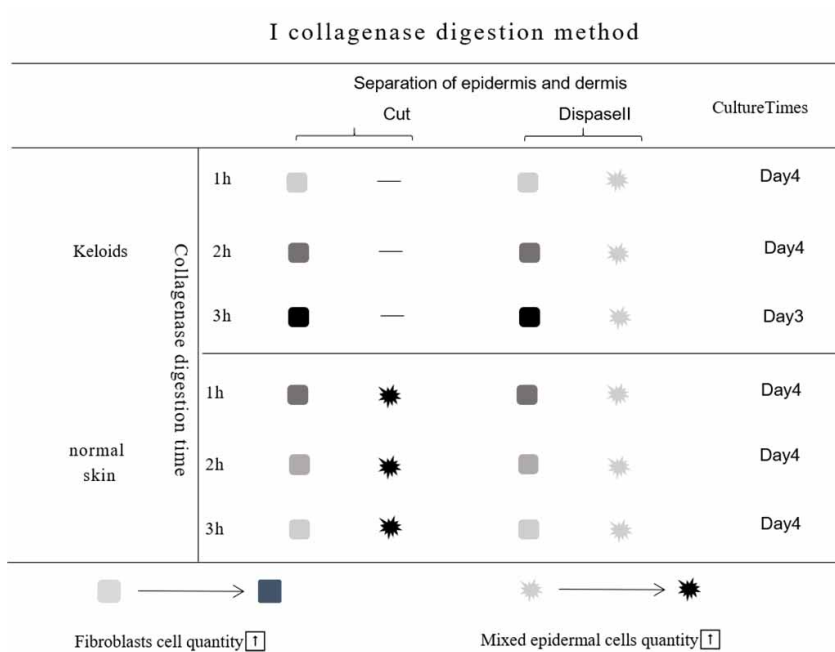 I collagenase digestion method
Separation of epidermis and dermis
Cut
DispaseII
CultureTimes
Keloids
Collagenase digestion time
1h
—
Day4
2h
—
Day4
3h
—
Day3
normal
skin
1h
Day4
2h
Day4
3h
Day4
Fibroblasts cell quantity ↑
Mixed epidermal cells quantity ↑